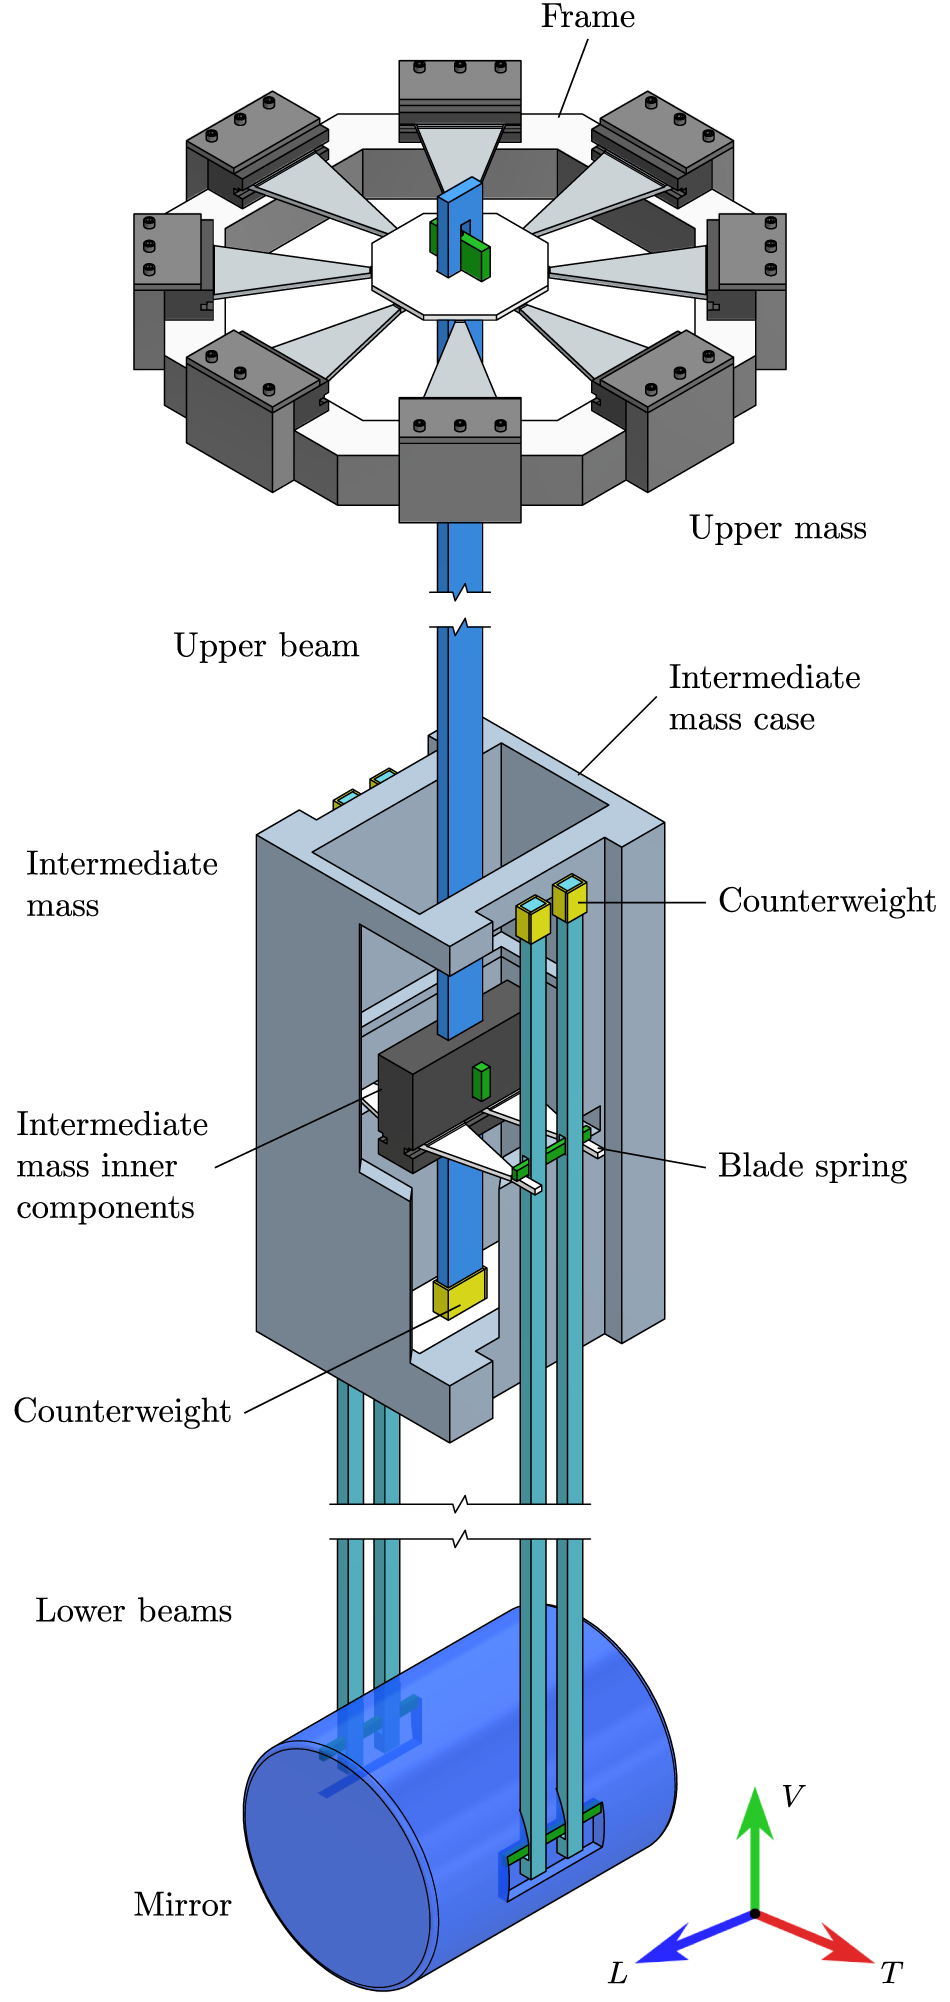 Frame
Upper mass
Upper beam
Intermediate
mass case
Intermediate
mass
Counterweight
Intermediate
mass inner
components
Blade spring
Counterweight
Lower beams
V
Mirror
L
T